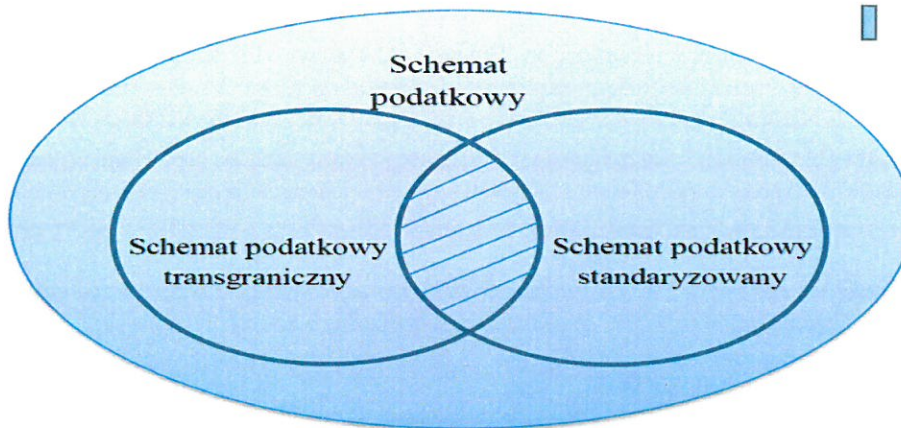 Schemat
podatkowy
Schemat podatkowy
transgraniczny
Schemat podatkowy
standaryzowany